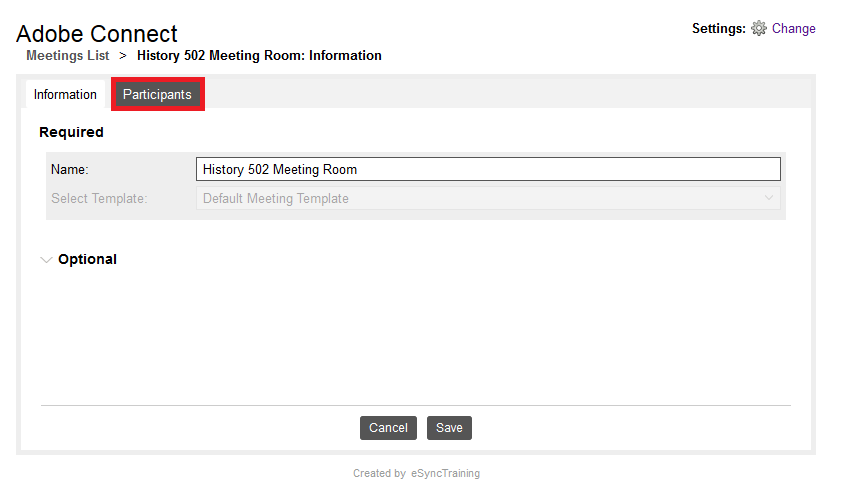 Adobe Connect
Settings: Change
Meetings List > History 502 Meeting Room: Information
Information Participants
Required
Name: History 502 Meeting Room
Select Template: Default Meeting Template
Optional
Cancel Save
Created by eSyncTraining